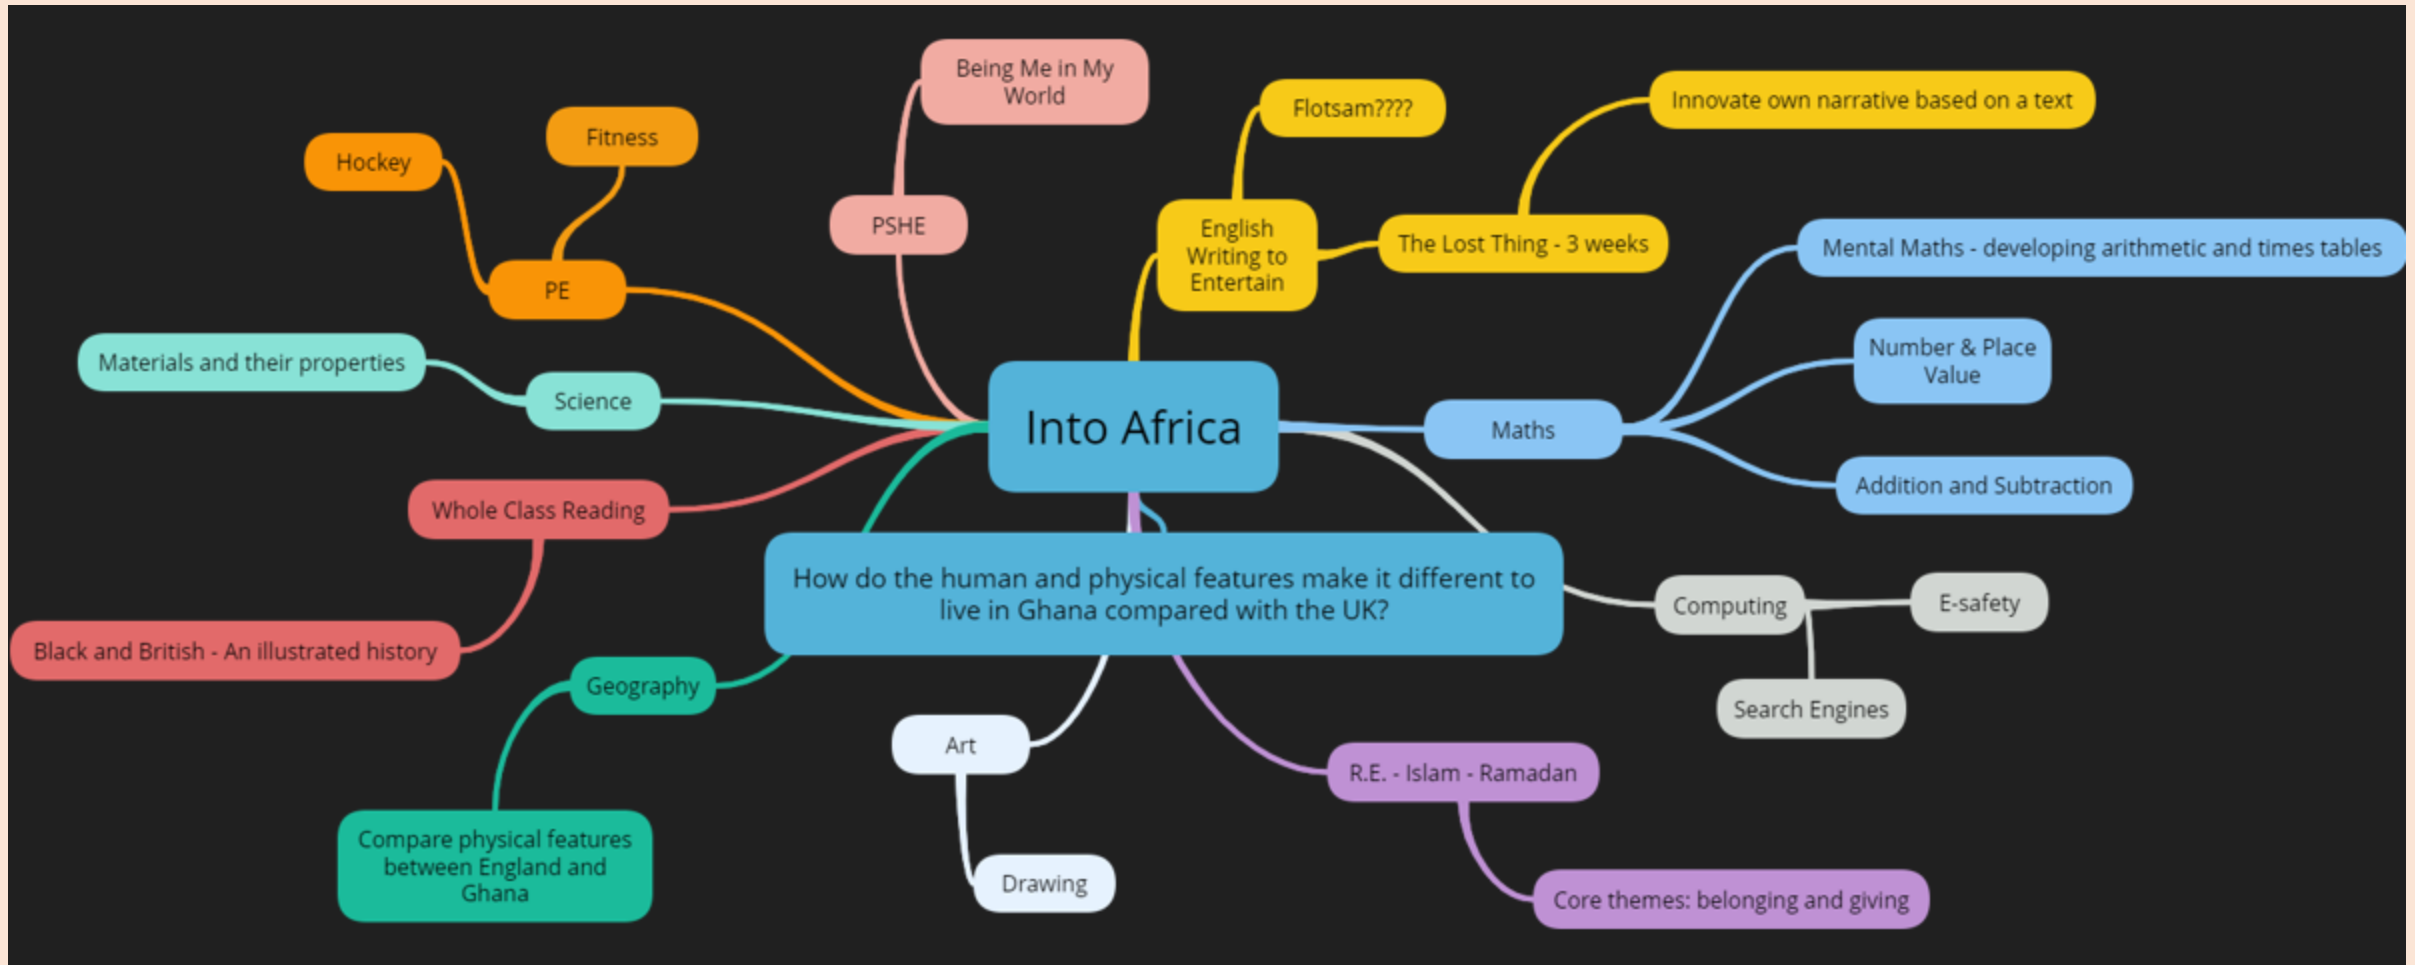 Being Me in My
World
Flotsam????
Innovate own narrative based on a text
Fitness
Hockey
PSHE
English
Writing to
Entertain
The Lost Thing - 3 weeks
Mental Maths - developing arithmetic and times tables
PE
Number & Place
Value
Materials and their properties
Science
Into Africa
Maths
Addition and Subtraction
Whole Class Reading
How do the human and physical features make it different to
live in Ghana compared with the UK?
Computing
E-safety
Black and British - An illustrated history
Geography
Search Engines
Art
R.E. - Islam - Ramadan
Compare physical features
between England and
Ghana
Drawing
Core themes: belonging and giving